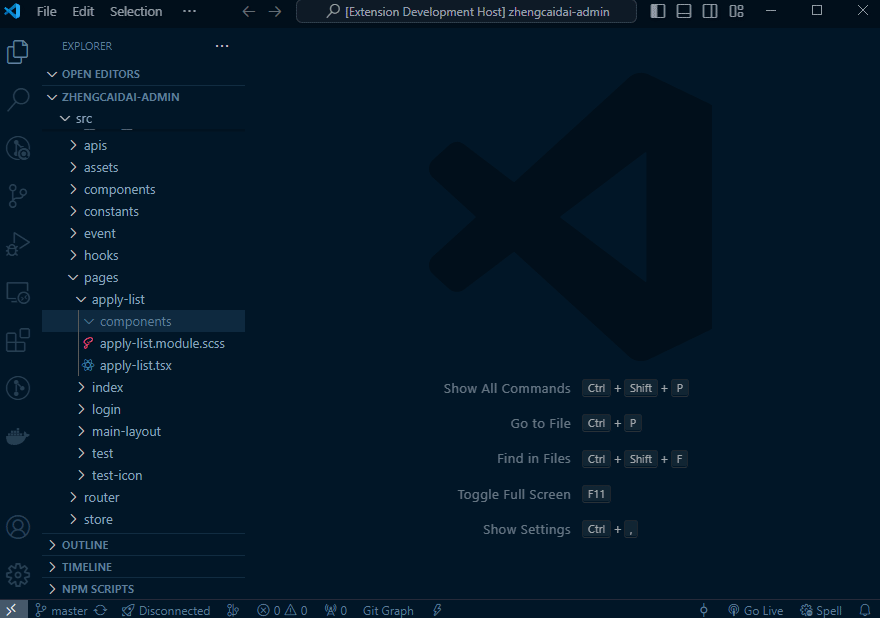 File Edit Selection ··· [Extension Development Host] zhengcaidai-admin
EXPLORER ···
OPEN EDITORS
ZHENGCAIDAI-ADMIN
src
apis
assets
components
constants
event
hooks
pages
apply-list
components
apply-list.module.scss
apply-list.tsx
index
login
main-layout
test
test-icon
router
store
OUTLINE
TIMELINE
NPM SCRIPTS
Show All Commands Ctrl + Shift + P
Go to File Ctrl + P
Find in Files Ctrl + Shift + F
Toggle Full Screen F11
Show Settings Ctrl + ,
master Disconnected 0 0 0 Git Graph Go Live Spell